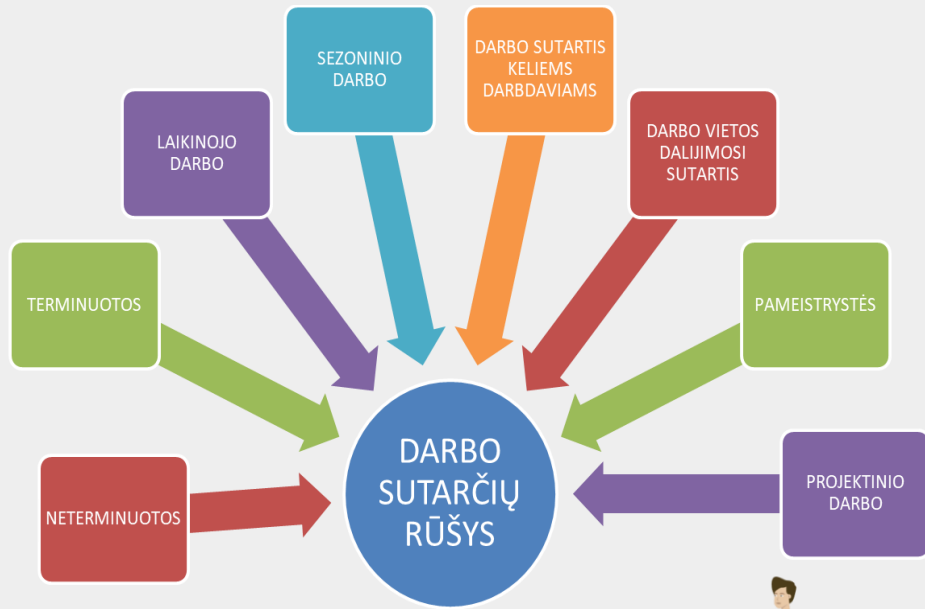 SEZONINIO
DARBO
DARBO SUTARTIS
KELIEMS
DARBDAVIAMS
LAIKINOJO
DARBO
DARBO VIETOS
DALIJIMOSI
SUTARTIS
TERMINUOTOS
PAMEISTRYSTĖS
NETERMINUOTOS
DARBO
SUTARČIŲ
RŪŠYS
PROJEKTINIO
DARBO